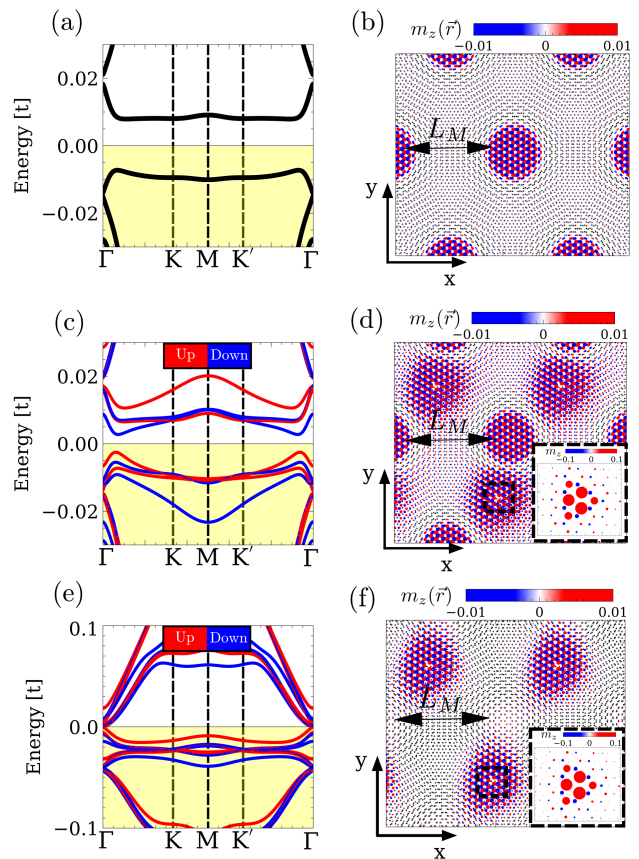 (a)
Energy [t]
0.02
0.00
−0.02
Γ K M K′ Γ
(b)
m_z(r⃗)
−0.01 0 0.01
L_M
y
x
(c)
Up Down
Energy [t]
0.02
0.00
−0.02
Γ K M K′ Γ
(d)
m_z(r⃗)
−0.01 0 0.01
L_M
m_z
-0.1 0 0.1
y
x
(e)
Up Down
Energy [t]
0.1
0.0
−0.1
Γ K M K′ Γ
(f)
m_z(r⃗)
−0.01 0 0.01
L_M
m_z
-0.1 0 0.1
y
x